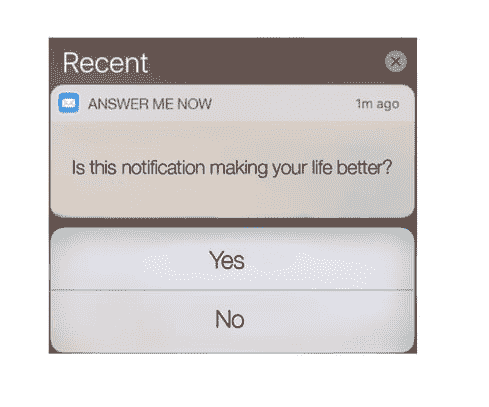 Recent
ANSWER ME NOW 1m ago
Is this notification making your life better?
Yes
No